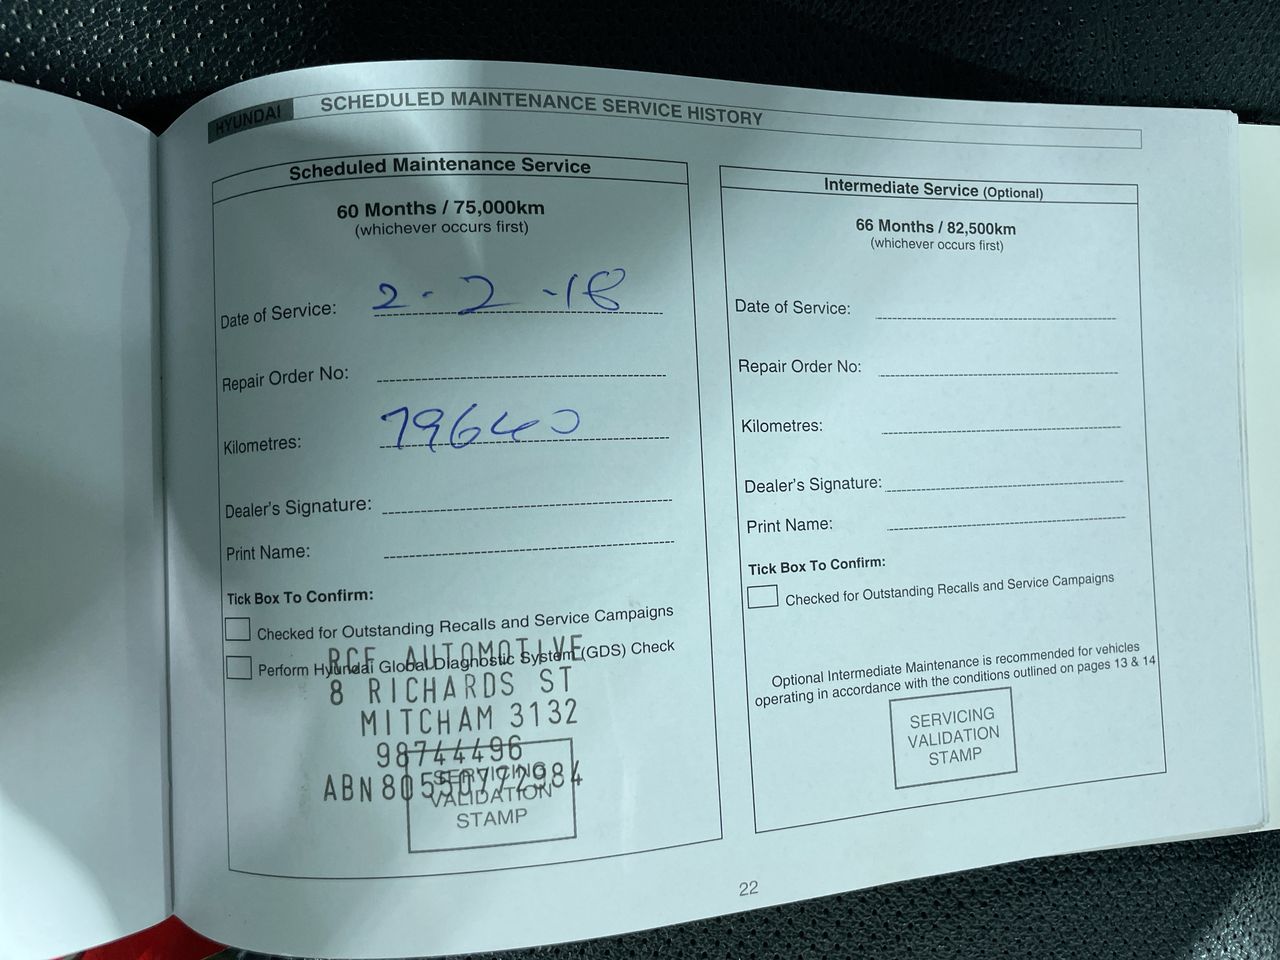 HYUNDAI SCHEDULED MAINTENANCE SERVICE HISTORY
Scheduled Maintenance Service
60 Months / 75,000km
(whichever occurs first)
Date of Service: 2-2-18
Repair Order No:
Kilometres: 79640
Dealer's Signature:
Print Name:
Tick Box To Confirm:
Checked for Outstanding Recalls and Service Campaigns
Perform Hyundai Global Diagnostic System (GDS) Check
AUTOMOTIVE
8 RICHARDS ST
MITCHAM 3132
98744496
ABN 80550772984
SERVICING
VALIDATION
STAMP
Intermediate Service (Optional)
66 Months / 82,500km
(whichever occurs first)
Date of Service:
Repair Order No:
Kilometres:
Dealer's Signature:
Print Name:
Tick Box To Confirm:
Checked for Outstanding Recalls and Service Campaigns
Optional Intermediate Maintenance is recommended for vehicles
operating in accordance with the conditions outlined on pages 13 & 14
SERVICING
VALIDATION
STAMP
22